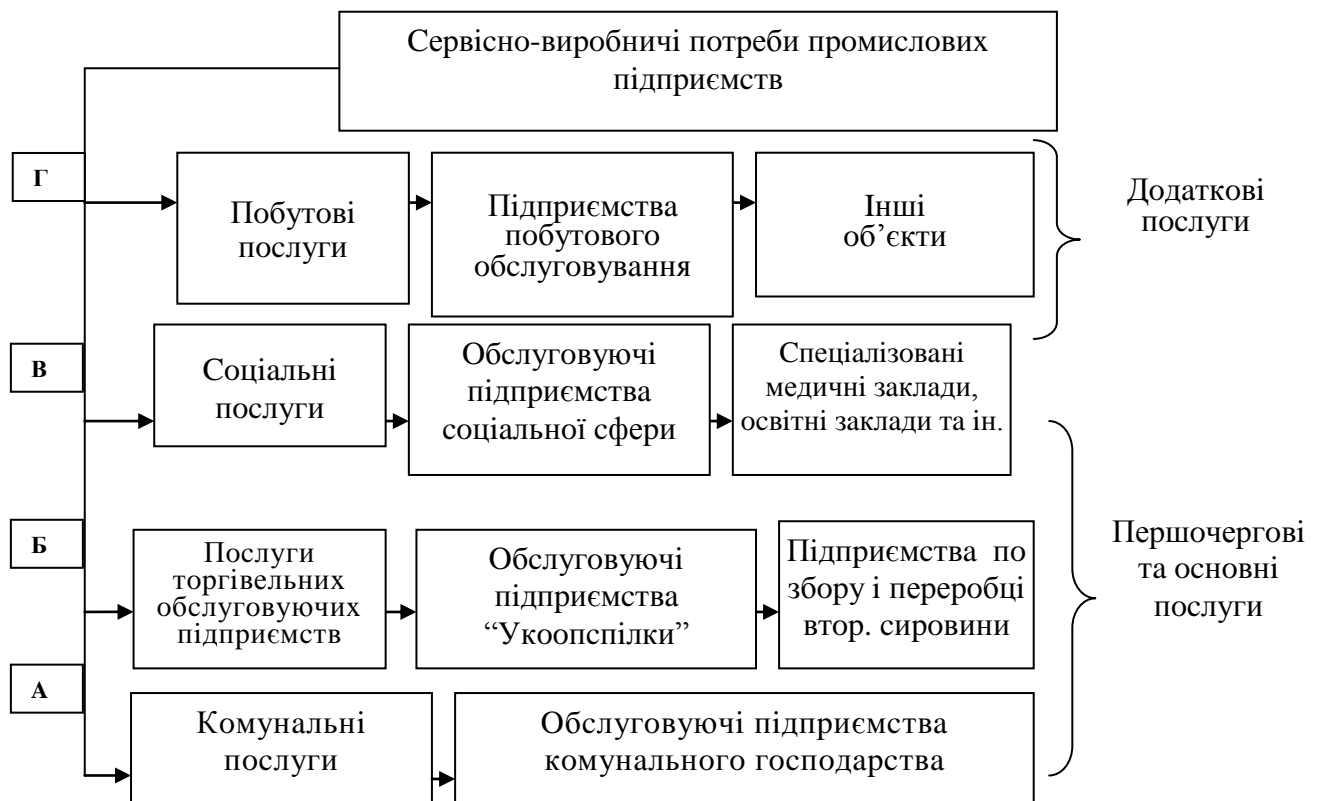 Сервісно-виробничі потреби промислових
підприємств
Г
Побутові
послуги
Підприємства
побутового
обслуговування
Інші
об’єкти
Додаткові
послуги
В
Соціальні
послуги
Обслуговуючі
підприємства
соціальної сфери
Спеціалізовані
медичні заклади,
освітні заклади та ін.
Б
Послуги
торгівельних
обслуговуючих
підприємств
Обслуговуючі
підприємства
“Укоопспілки”
Підприємства по
збору і переробці
втор. сировини
Першочергові
та основні
послуги
А
Комунальні
послуги
Обслуговуючі підприємства
комунального господарства